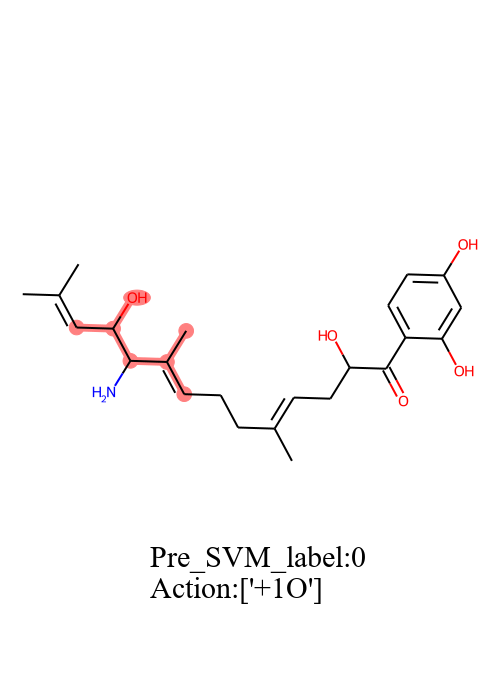 OH
OH
HO
OH
H₂N
O
Pre_SVM_label:0
Action:['+1O']